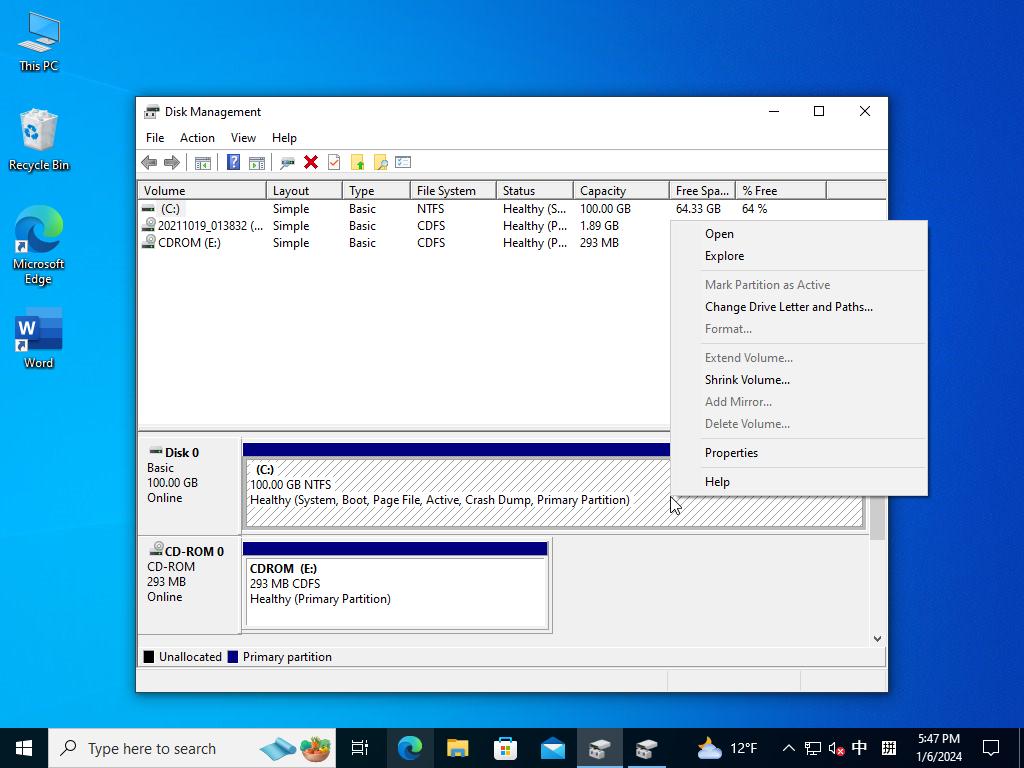 This PC
Recycle Bin
Microsoft
Edge
Word
Disk Management
File Action View Help
Volume Layout Type File System Status Capacity Free Spa... % Free
(C:) Simple Basic NTFS Healthy (S... 100.00 GB 64.33 GB 64 %
20211019_013832 (... Simple Basic CDFS Healthy (P... 1.89 GB
CDROM (E:) Simple Basic CDFS Healthy (P... 293 MB
Open
Explore
Mark Partition as Active
Change Drive Letter and Paths...
Format...
Extend Volume...
Shrink Volume...
Add Mirror...
Delete Volume...
Properties
Help
Disk 0
Basic
100.00 GB
Online
(C:)
100.00 GB NTFS
Healthy (System, Boot, Page File, Active, Crash Dump, Primary Partition)
CD-ROM 0
CD-ROM
293 MB
Online
CDROM (E:)
293 MB CDFS
Healthy (Primary Partition)
Unallocated Primary partition
Type here to search
12°F
中 拼
5:47 PM
1/6/2024